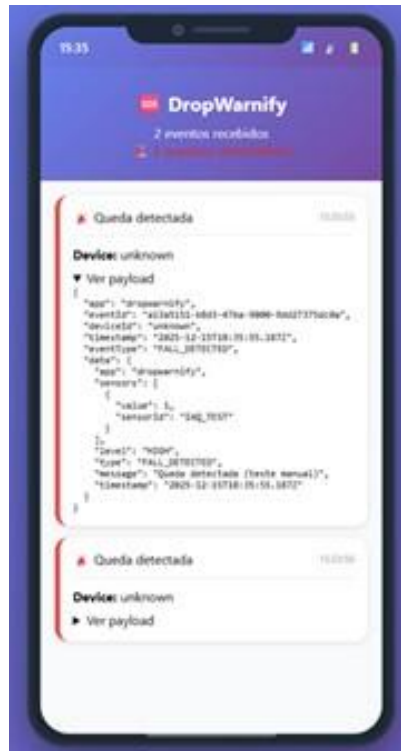 15:35
SOS DropWarnify
2 eventos recebidos
Queda detectada
Device: unknown
▼ Ver payload
{
"app": "dropwarnify",
"eventId":
"deviceId": "unknown",
"timestamp": "2025-12-15T18:35:55.187Z",
"eventType": "FALL_DETECTED",
"data": {
"app": "dropwarnify",
"sensors": [
{
"value": 1,
"sensorId": "IHQ_TEST"
}
],
"level": "HIGH",
"type": "FALL_DETECTED",
"message": "Queda detectada (teste manual)",
"timestamp": "2025-12-15T18:35:55.187Z"
}
}
Queda detectada
Device: unknown
▶ Ver payload